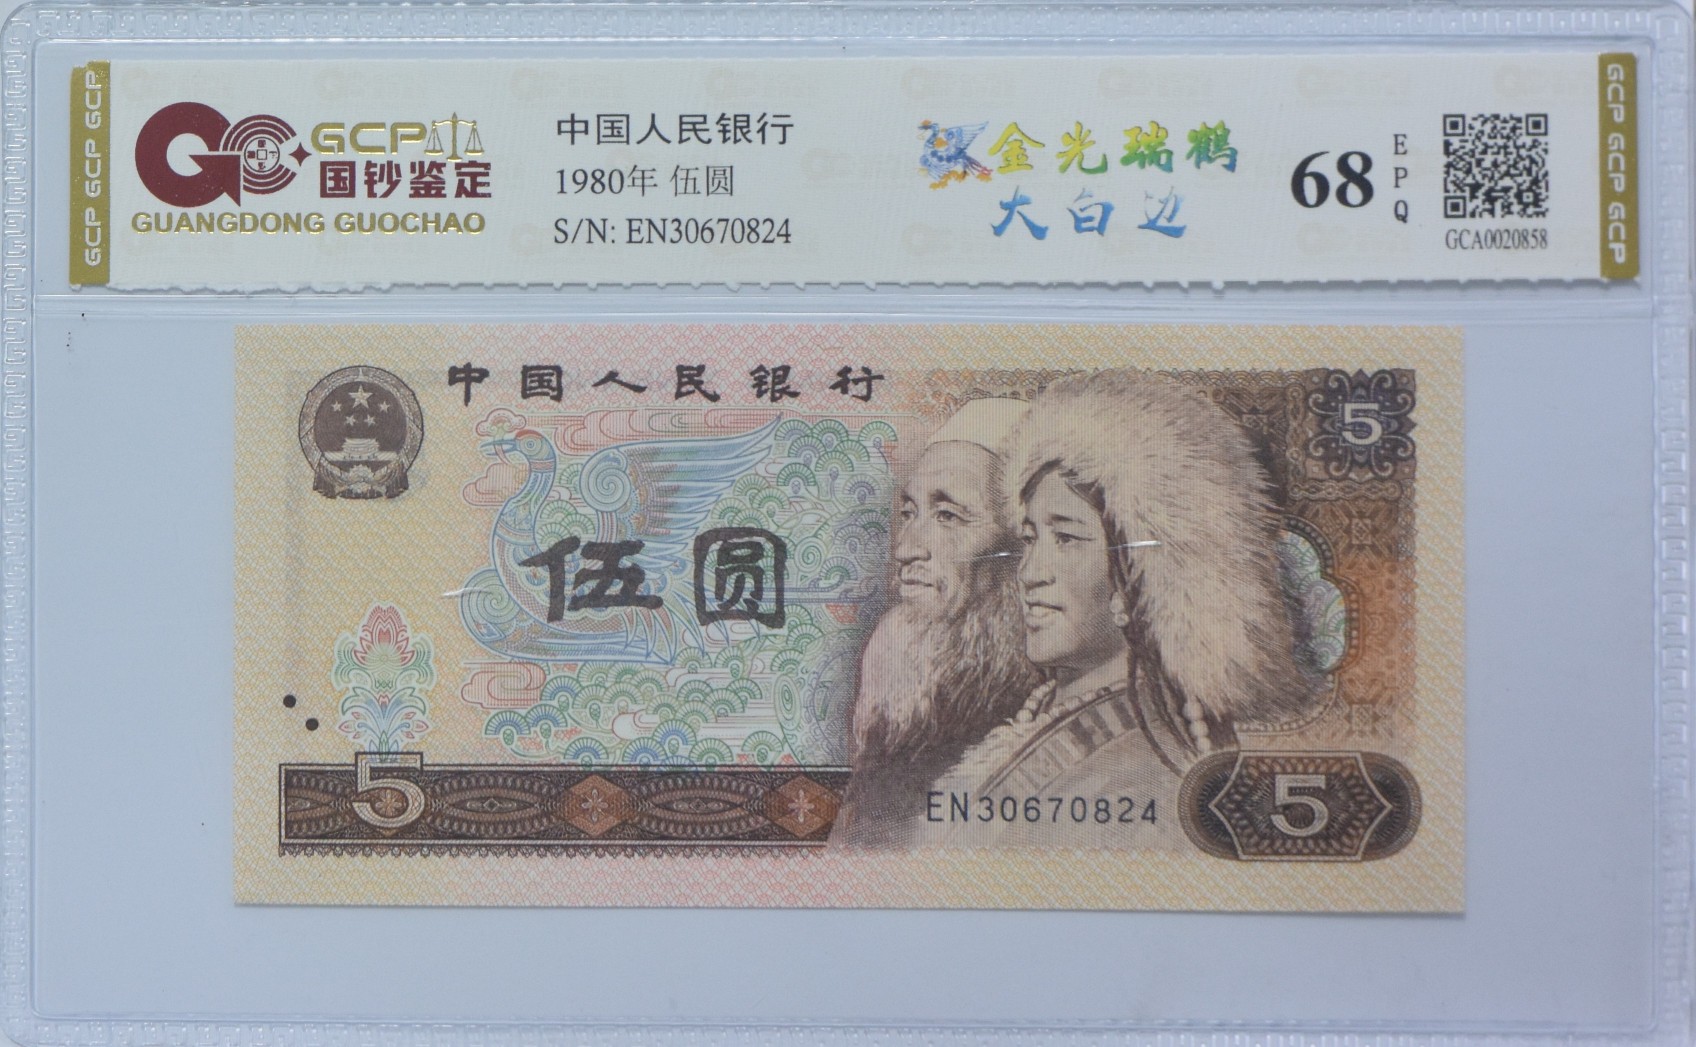 GCP GCP GCP
GCP
国钞鉴定
GUANGDONG GUOCHAO
中国人民银行
1980年 伍圆
S/N: EN30670824
金光瑞鹤
大白边
68
EPQ
GCA0020858
GCP GCP GCP
中国人民银行
5
伍圆
5
EN30670824
5